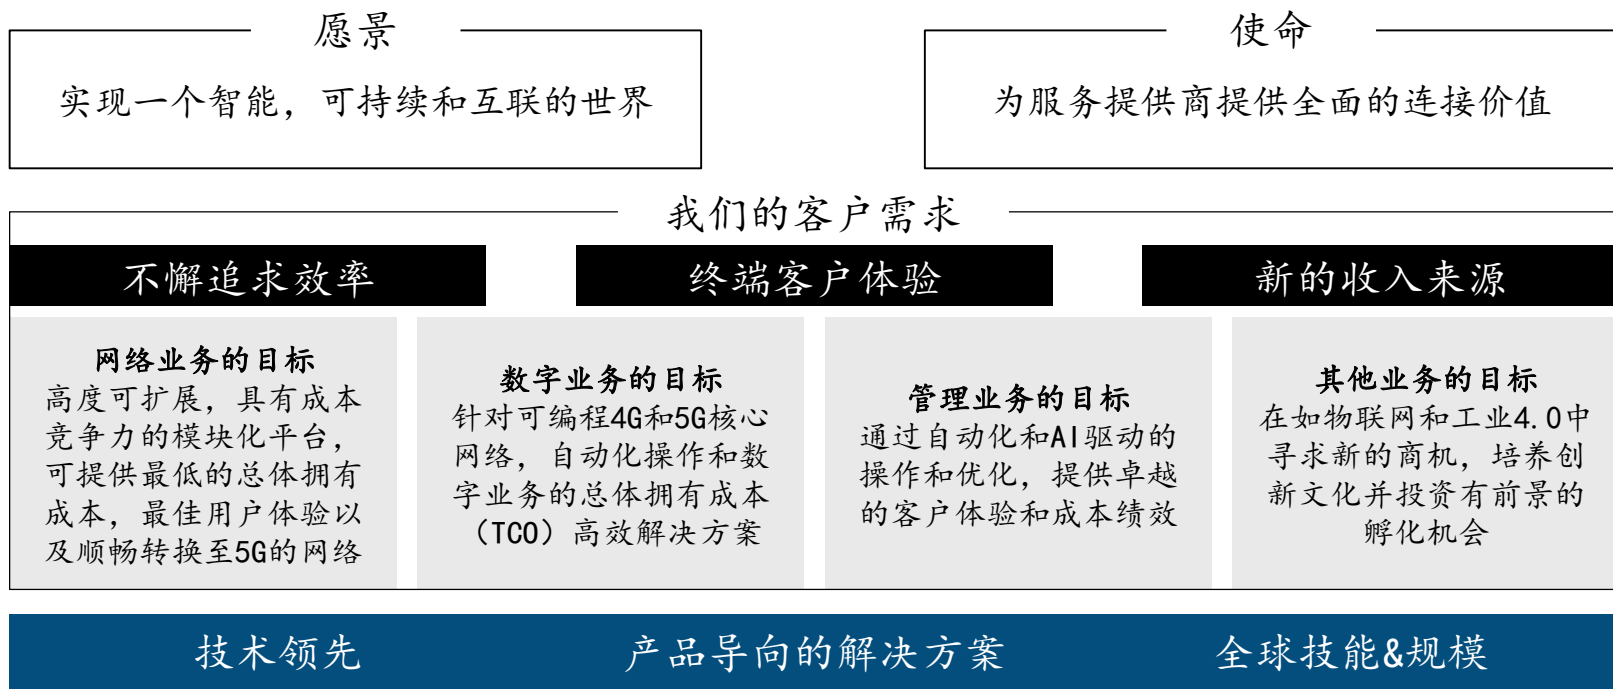 愿景
实现一个智能，可持续和互联的世界
使命
为服务提供商提供全面的连接价值
我们的客户需求
不懈追求效率
终端客户体验
新的收入来源
网络业务的目标
高度可扩展，具有成本
竞争力的模块化平台，
可提供最低的总体拥有
成本，最佳用户体验以
及顺畅转换至5G的网络
数字业务的目标
针对可编程4G和5G核心
网络，自动化操作和数
字业务的总体拥有成本
（TCO）高效解决方案
管理业务的目标
通过自动化和AI驱动的
操作和优化，提供卓越
的客户体验和成本绩效
其他业务的目标
在如物联网和工业4.0中
寻求新的商机，培养创
新文化并投资有前景的
孵化机会
技术领先
产品导向的解决方案
全球技能&规模